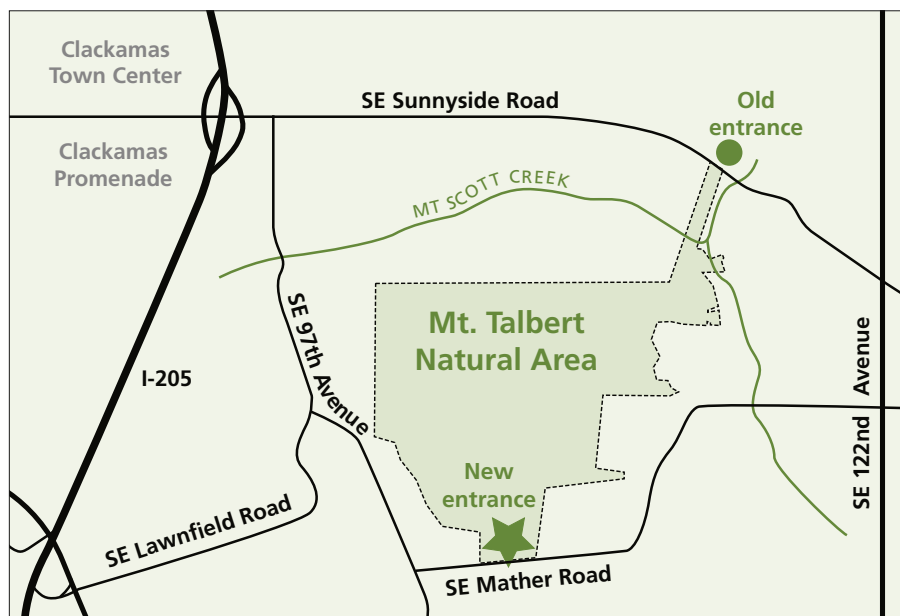 Clackamas
Town Center
SE Sunnyside Road
Old
entrance
Clackamas
Promenade
MT SCOTT CREEK
SE 97th Avenue
Mt. Talbert
Natural Area
I-205
SE 122nd Avenue
New
entrance
SE Lawnfield Road
SE Mather Road